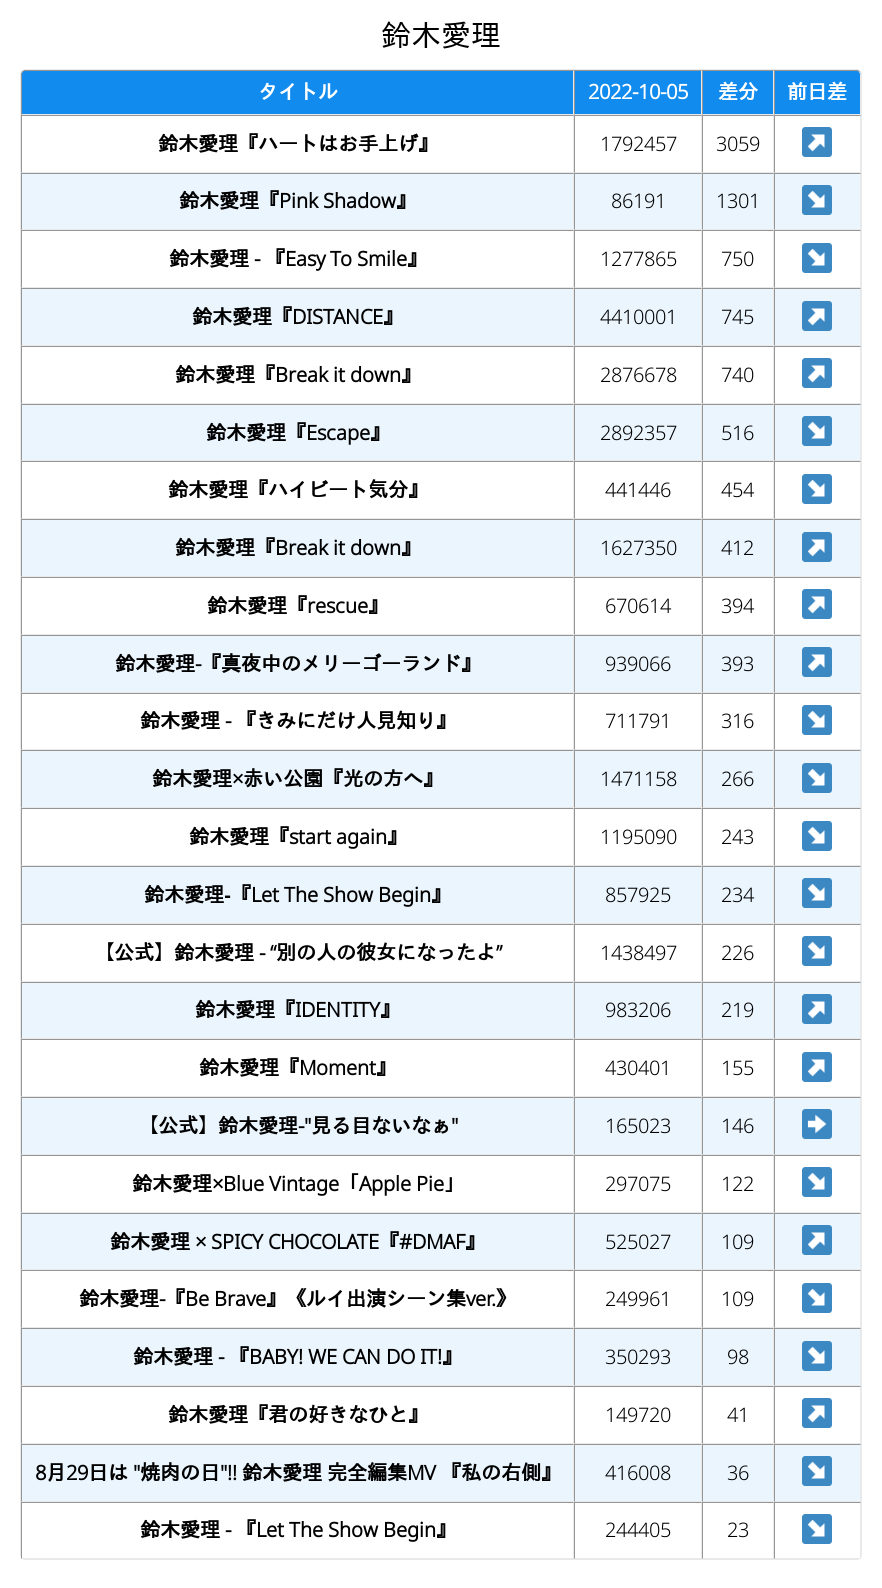 鈴木愛理
タイトル 2022-10-05 差分 前日差
鈴木愛理『ハートはお手上げ』 1792457 3059 ↗
鈴木愛理『Pink Shadow』 86191 1301 ↘
鈴木愛理 - 『Easy To Smile』 1277865 750 ↘
鈴木愛理『DISTANCE』 4410001 745 ↗
鈴木愛理『Break it down』 2876678 740 ↗
鈴木愛理『Escape』 2892357 516 ↘
鈴木愛理『ハイビート気分』 441446 454 ↘
鈴木愛理『Break it down』 1627350 412 ↗
鈴木愛理『rescue』 670614 394 ↗
鈴木愛理-『真夜中のメリーゴーランド』 939066 393 ↗
鈴木愛理 - 『きみにだけ人見知り』 711791 316 ↘
鈴木愛理×赤い公園『光の方へ』 1471158 266 ↘
鈴木愛理『start again』 1195090 243 ↘
鈴木愛理-『Let The Show Begin』 857925 234 ↘
【公式】鈴木愛理 - “別の人の彼女になったよ” 1438497 226 ↘
鈴木愛理『IDENTITY』 983206 219 ↗
鈴木愛理『Moment』 430401 155 ↗
【公式】鈴木愛理-"見る目ないなぁ" 165023 146 ➡
鈴木愛理×Blue Vintage「Apple Pie」 297075 122 ↘
鈴木愛理 × SPICY CHOCOLATE『#DMAF』 525027 109 ↗
鈴木愛理-『Be Brave』《ルイ出演シーン集ver.》 249961 109 ↘
鈴木愛理 - 『BABY! WE CAN DO IT!』 350293 98 ↘
鈴木愛理『君の好きなひと』 149720 41 ↗
8月29日は "焼肉の日"!! 鈴木愛理 完全編集MV 『私の右側』 416008 36 ↘
鈴木愛理 - 『Let The Show Begin』 244405 23 ↘